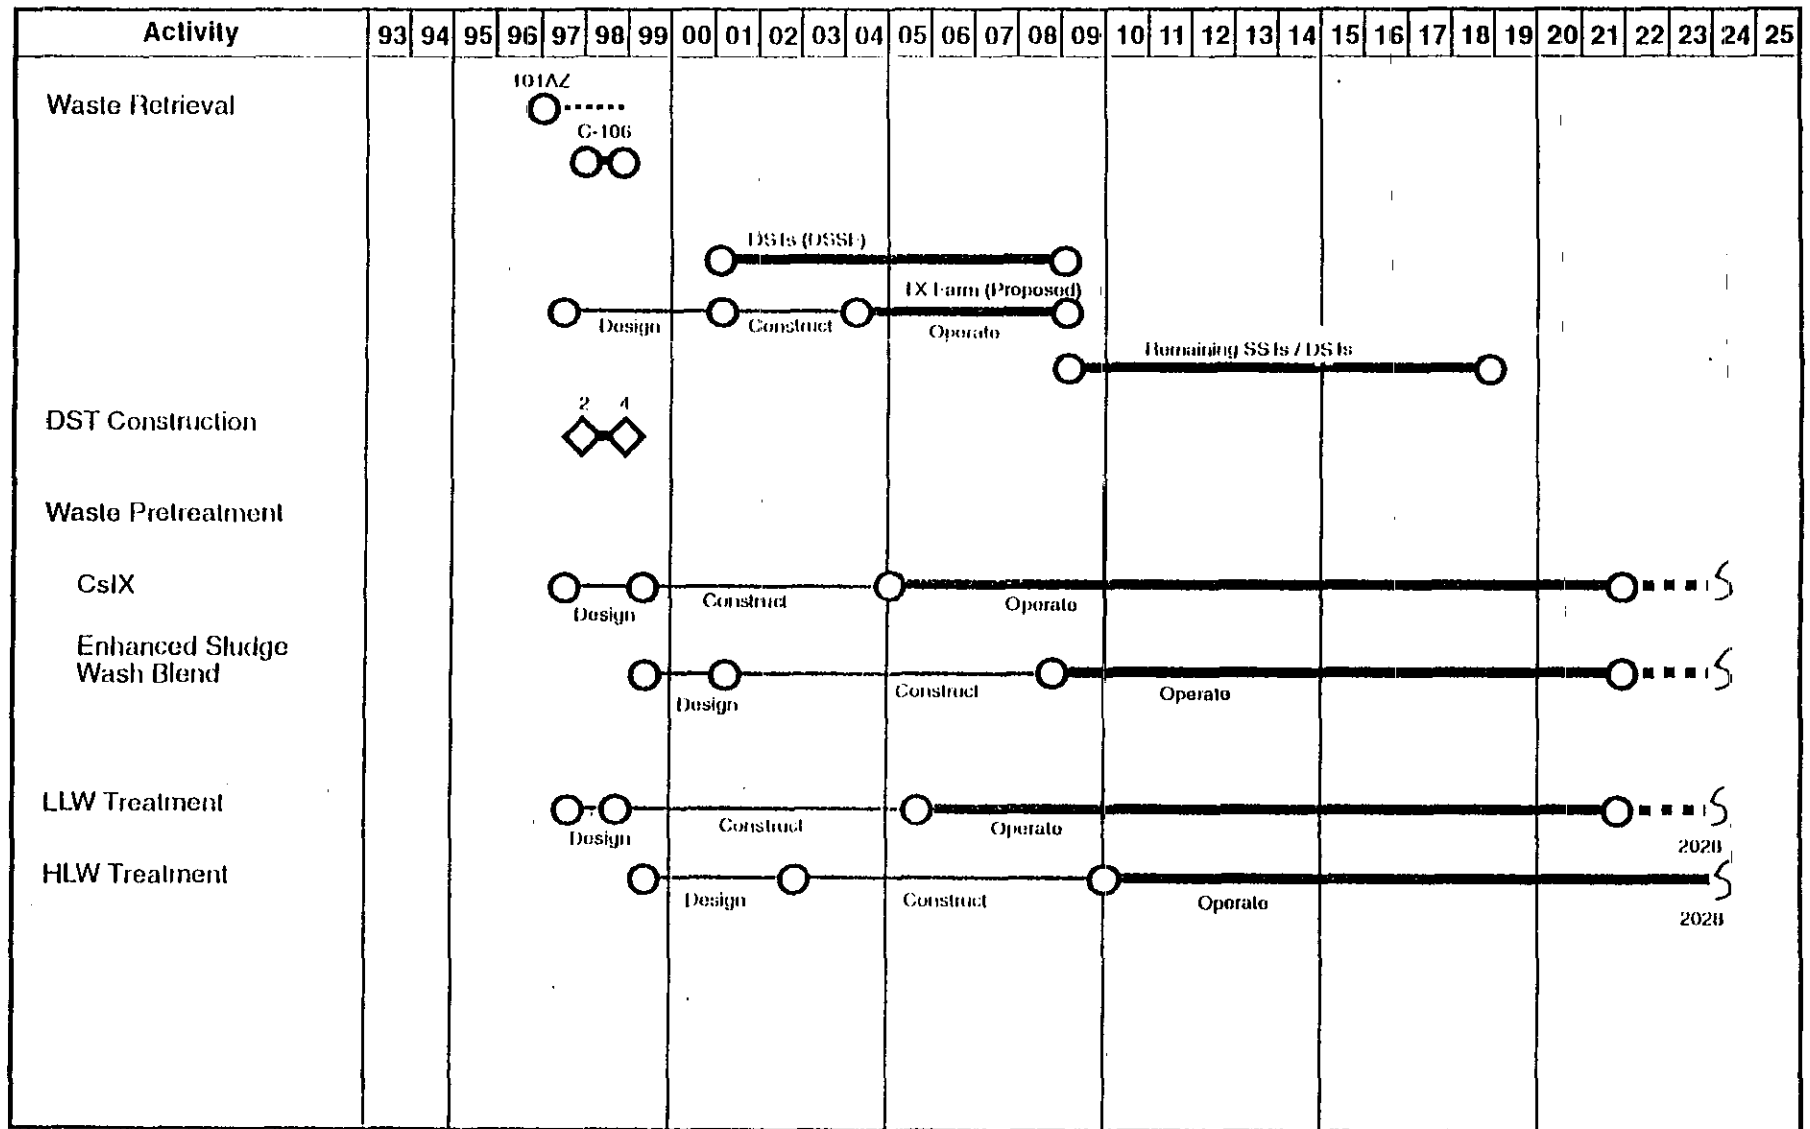 Activity 93 94 95 96 97 98 99 00 01 02 03 04 05 06 07 08 09 10 11 12 13 14 15 16 17 18 19 20 21 22 23 24 25
101AZ
Waste Retrieval
C-106
DSTs (DSSF)
TX Farm (Proposed)
Design Construct Operate
Remaining SSTs / DSTs
2 4
DST Construction
Waste Pretreatment
CsIX
Design Construct Operate
Enhanced Sludge
Wash Blend
Design Construct Operate
LLW Treatment
Design Construct Operate
2028
HLW Treatment
Design Construct Operate
2028